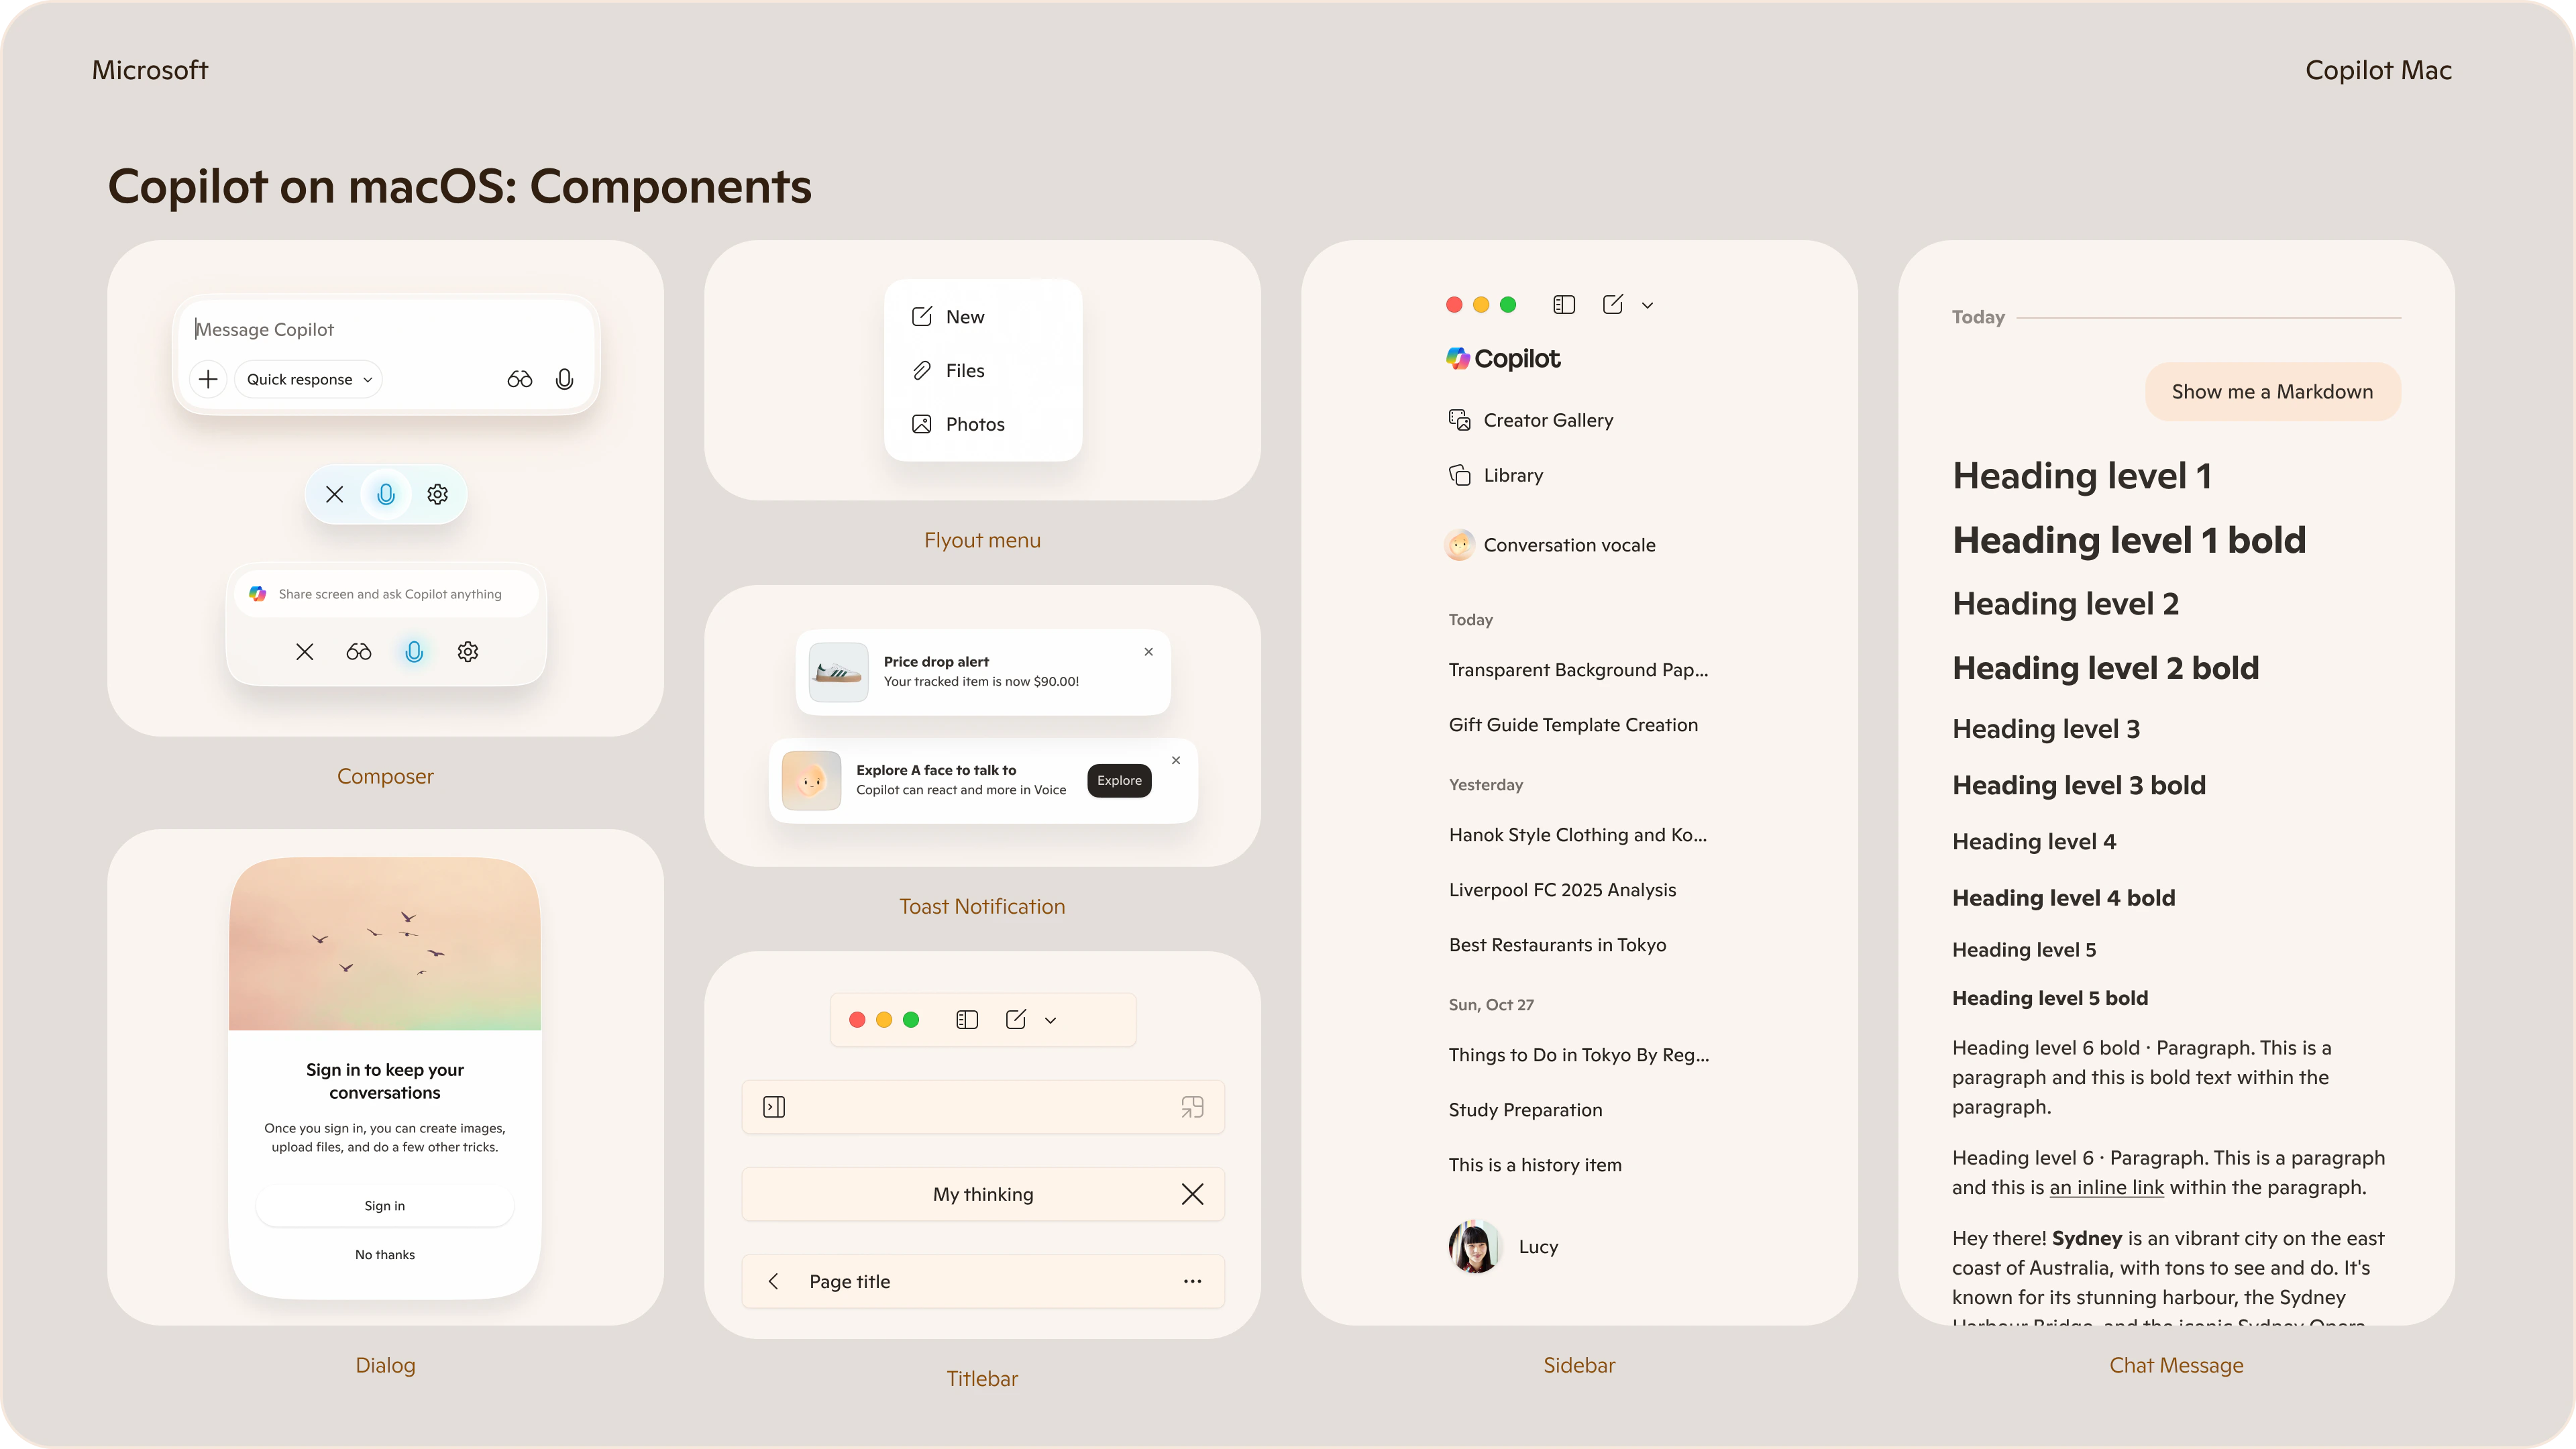 Microsoft
Copilot Mac
Copilot on macOS: Components
Message Copilot
Quick response
Share screen and ask Copilot anything
Composer
Sign in to keep your
conversations
Once you sign in, you can create images,
upload files, and do a few other tricks.
Sign in
No thanks
Dialog
New
Files
Photos
Flyout menu
Price drop alert
Your tracked item is now $90.00!
Explore A face to talk to
Copilot can react and more in Voice
Explore
Toast Notification
My thinking
Page title
Titlebar
Copilot
Creator Gallery
Library
Conversation vocale
Today
Transparent Background Pap...
Gift Guide Template Creation
Yesterday
Hanok Style Clothing and Ko...
Liverpool FC 2025 Analysis
Best Restaurants in Tokyo
Sun, Oct 27
Things to Do in Tokyo By Reg...
Study Preparation
This is a history item
Lucy
Sidebar
Today
Show me a Markdown
Heading level 1
Heading level 1 bold
Heading level 2
Heading level 2 bold
Heading level 3
Heading level 3 bold
Heading level 4
Heading level 4 bold
Heading level 5
Heading level 5 bold
Heading level 6 bold · Paragraph. This is a
paragraph and this is bold text within the
paragraph.
Heading level 6 · Paragraph. This is a paragraph
and this is an inline link within the paragraph.
Hey there! Sydney is an vibrant city on the east
coast of Australia, with tons to see and do. It's
known for its stunning harbour, the Sydney
Harbour Bridge, and the iconic Sydney Opera
Chat Message